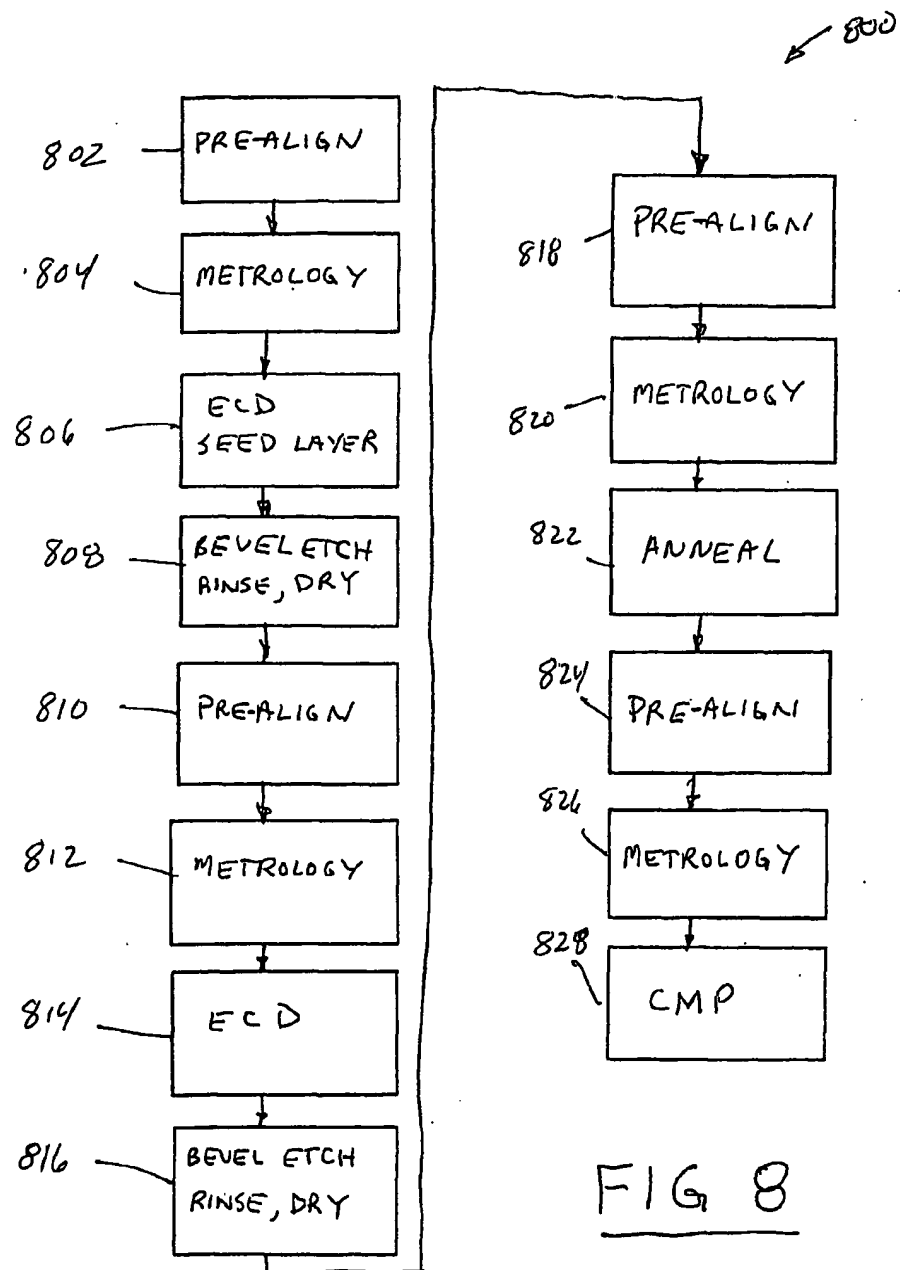 800
802
PRE-ALIGN
804
METROLOGY
806
ECD
SEED LAYER
808
BEVEL ETCH
RINSE, DRY
810
PRE-ALIGN
812
METROLOGY
814
ECD
816
BEVEL ETCH
RINSE, DRY
818
PRE-ALIGN
820
METROLOGY
822
ANNEAL
824
PRE-ALIGN
826
METROLOGY
828
CMP
FIG 8